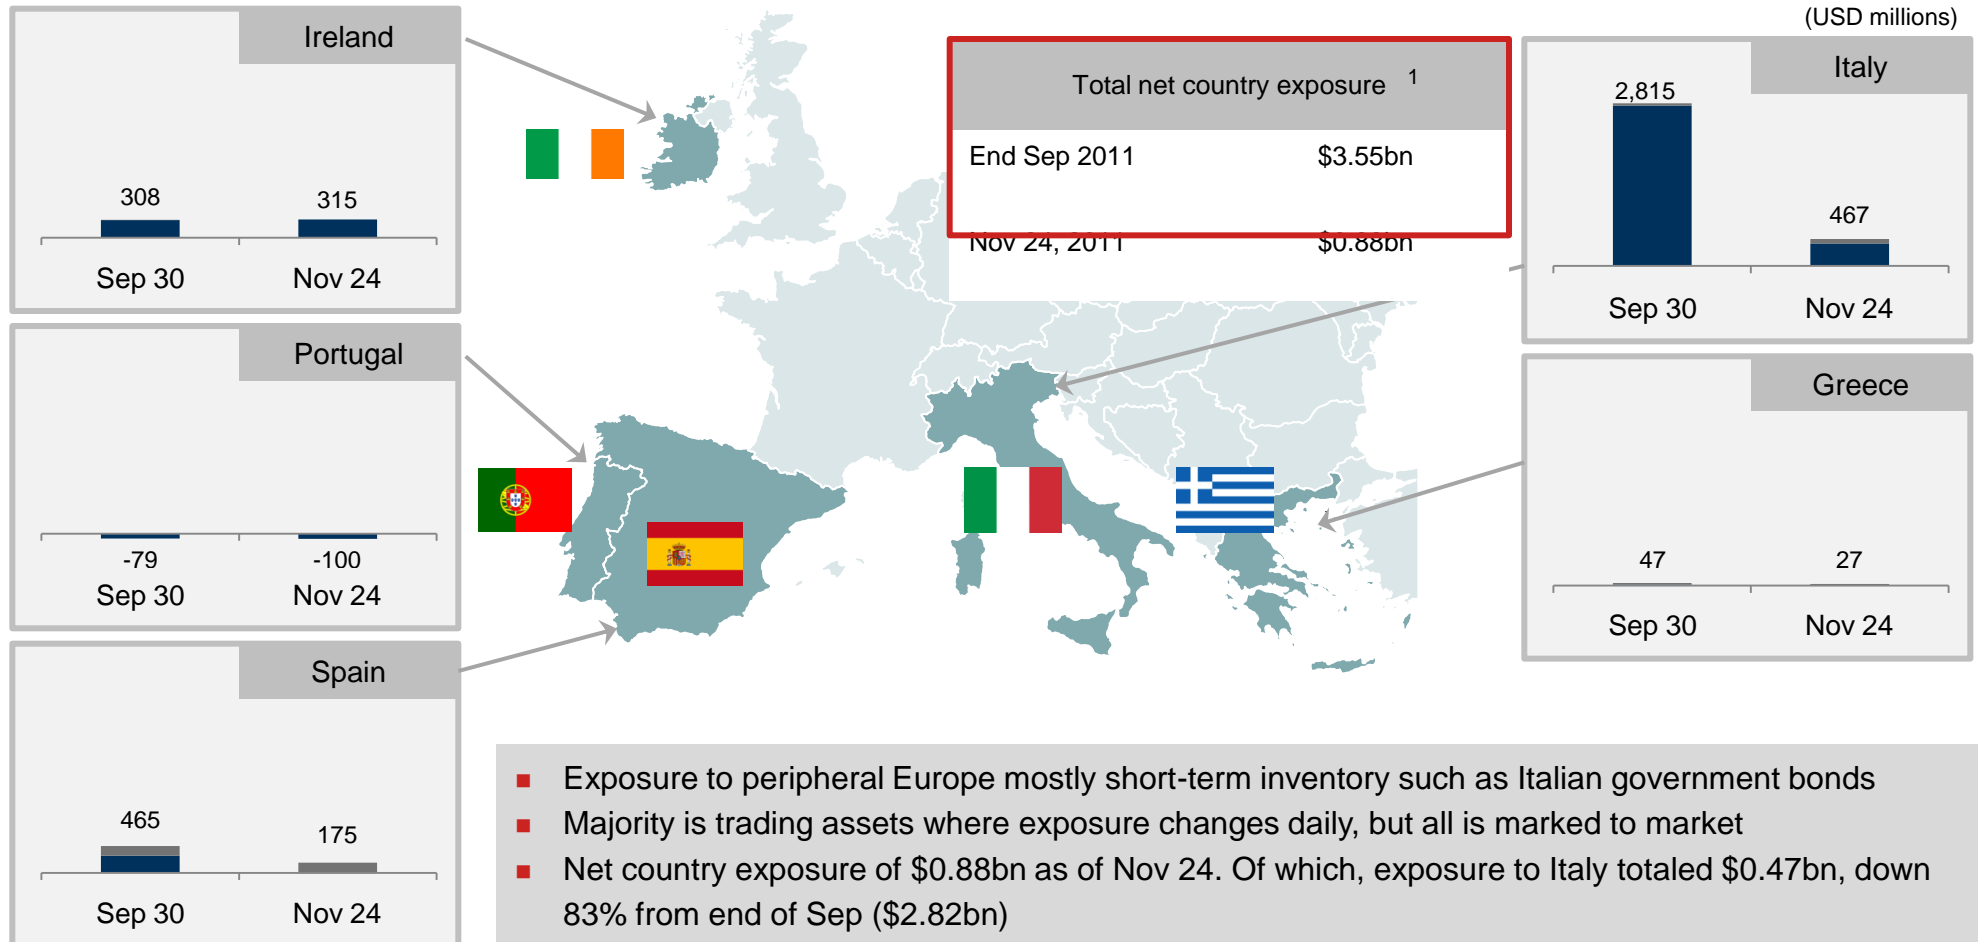 (USD millions)
Ireland
308
315
Sep 30
Nov 24
Portugal
-79
-100
Sep 30
Nov 24
Spain
465
175
Sep 30
Nov 24
Total net country exposure 1
End Sep 2011 $3.55bn
Nov 24, 2011 $0.88bn
Italy
2,815
467
Sep 30
Nov 24
Greece
47
27
Sep 30
Nov 24
Exposure to peripheral Europe mostly short-term inventory such as Italian government bonds
Majority is trading assets where exposure changes daily, but all is marked to market
Net country exposure of $0.88bn as of Nov 24. Of which, exposure to Italy totaled $0.47bn, down
83% from end of Sep ($2.82bn)